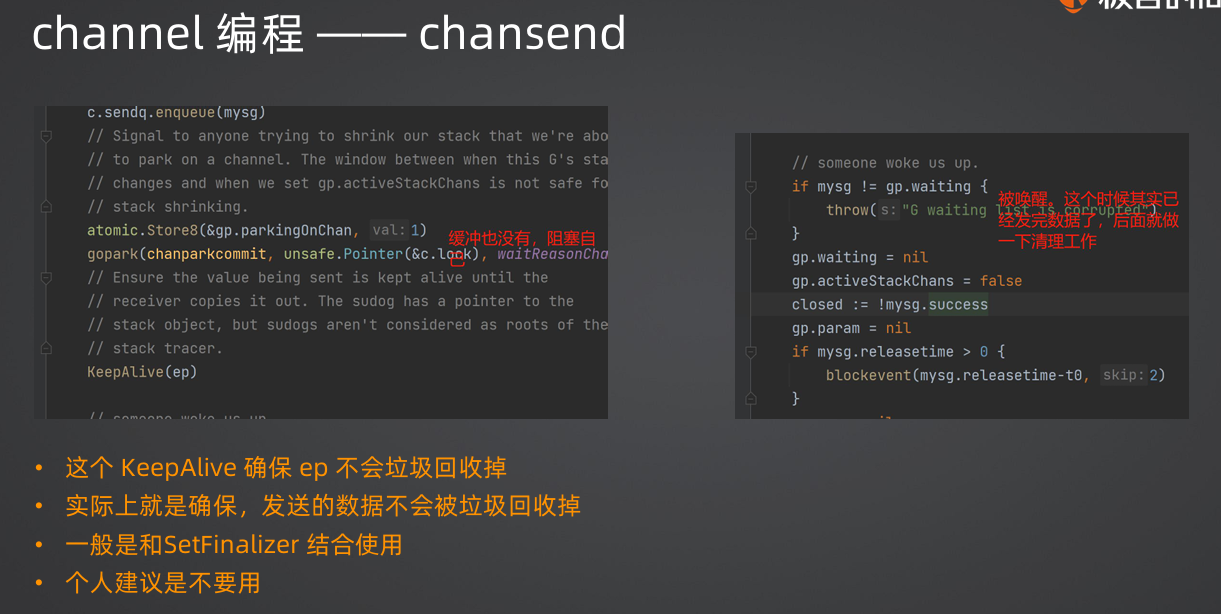 channel 编程 —— chansend
c.sendq.enqueue(mysg)
// Signal to anyone trying to shrink our stack that we're abo
// to park on a channel. The window between when this G's sta
// changes and when we set gp.activeStackChans is not safe fo
// stack shrinking.
atomic.Store8(&gp.parkingOnChan, val: 1)
缓冲也没有，阻塞自
己
gopark(chanparkcommit, unsafe.Pointer(&c.lock), waitReasonCha
// Ensure the value being sent is kept alive until the
// receiver copies it out. The sudog has a pointer to the
// stack object, but sudogs aren't considered as roots of the
// stack tracer.
KeepAlive(ep)
// someone woke us up.
// someone woke us up.
if mysg != gp.waiting {
throw( s: "G waiting list is corrupted")
}
被唤醒。这个时候其实已
经发完数据了，后面就做
一下清理工作
gp.waiting = nil
gp.activeStackChans = false
closed := !mysg.success
gp.param = nil
if mysg.releasetime > 0 {
blockevent(mysg.releasetime-t0, skip: 2)
}
• 这个 KeepAlive 确保 ep 不会垃圾回收掉
• 实际上就是确保，发送的数据不会被垃圾回收掉
• 一般是和SetFinalizer 结合使用
• 个人建议是不要用